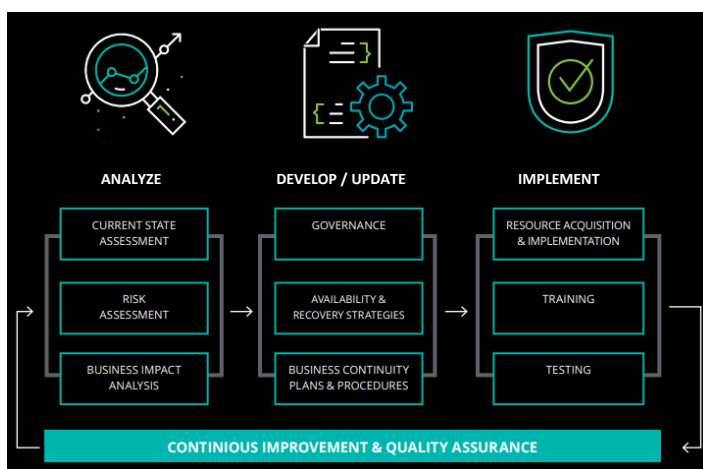 ANALYZE
CURRENT STATE
ASSESSMENT
RISK
ASSESSMENT
BUSINESS IMPACT
ANALYSIS
DEVELOP / UPDATE
GOVERNANCE
AVAILABILITY &
RECOVERY STRATEGIES
BUSINESS CONTINUITY
PLANS & PROCEDURES
IMPLEMENT
RESOURCE ACQUISITION
& IMPLEMENTATION
TRAINING
TESTING
CONTINIOUS IMPROVEMENT & QUALITY ASSURANCE